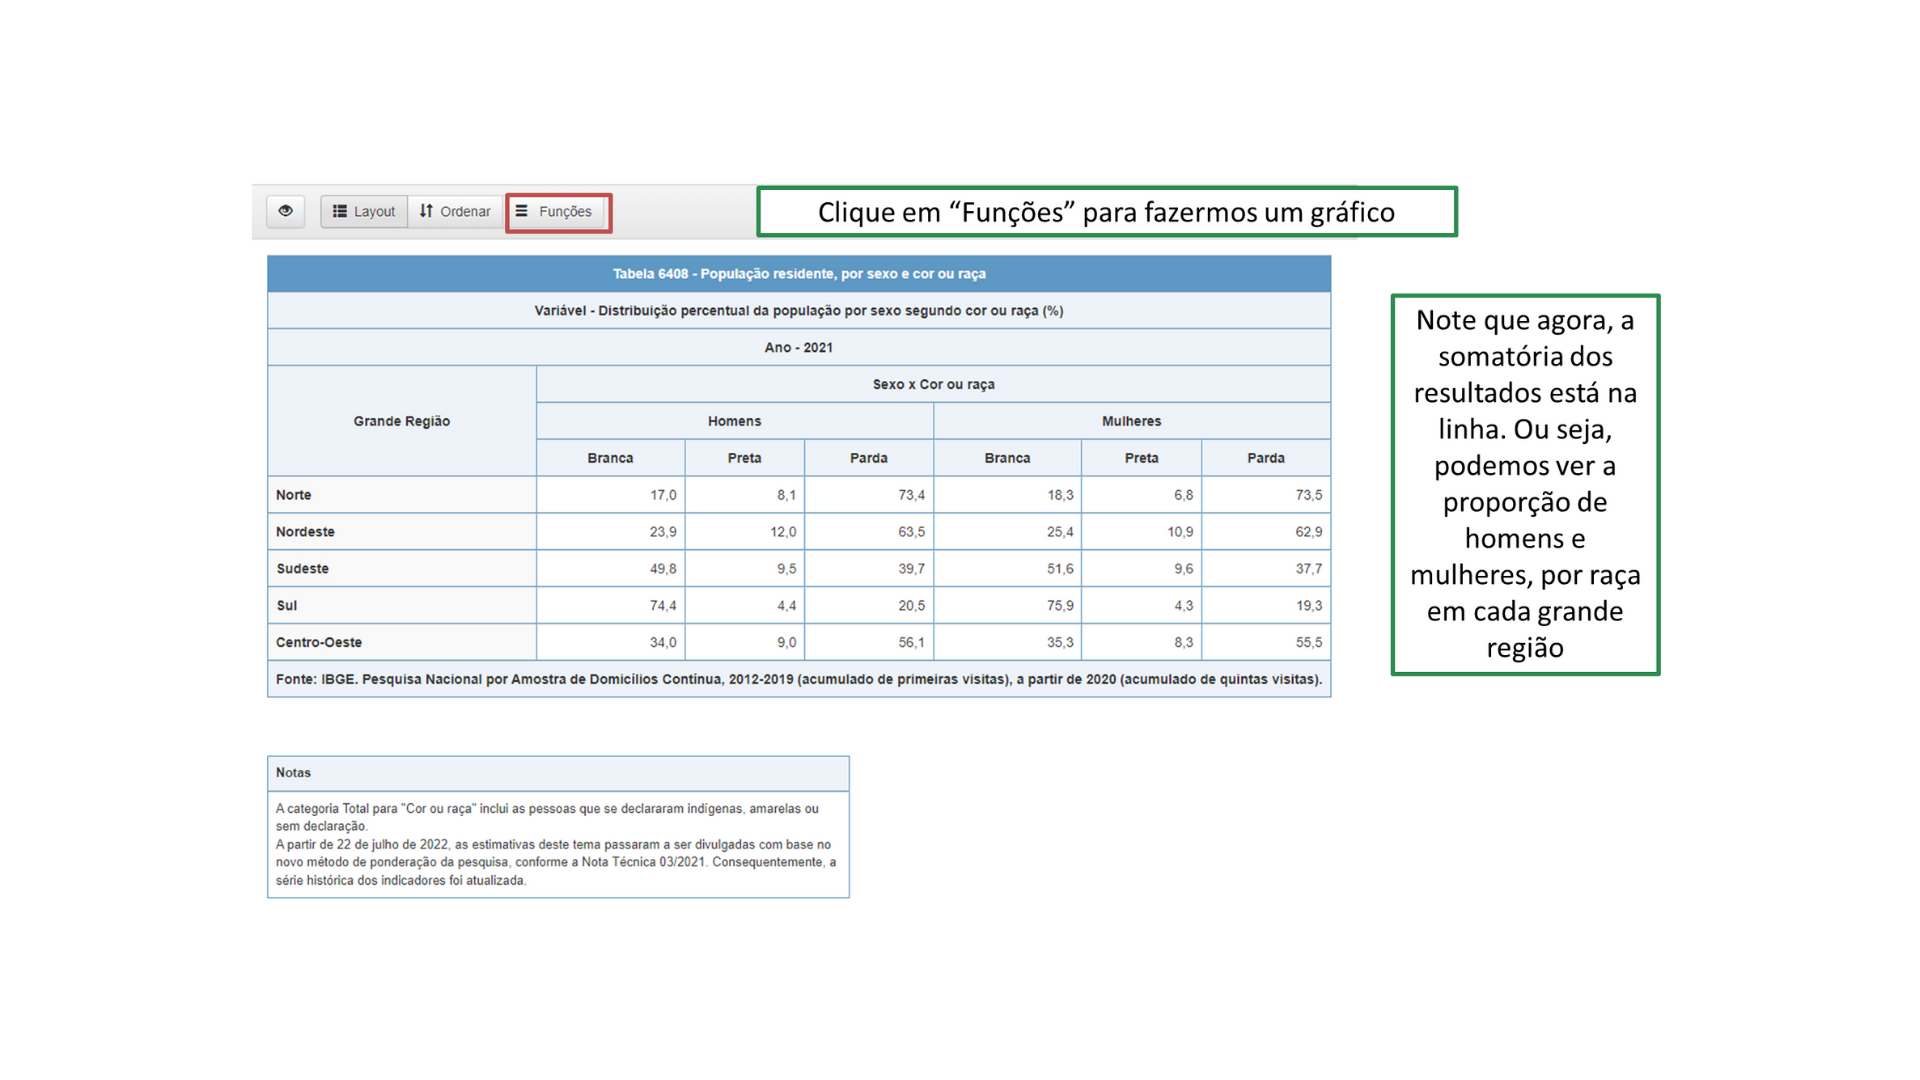 Layout Ordenar Funções
Clique em “Funções” para fazermos um gráfico
Tabela 6408 - População residente, por sexo e cor ou raça
Variável - Distribuição percentual da população por sexo segundo cor ou raça (%)
Ano - 2021
Grande Região
Sexo x Cor ou raça
Homens Mulheres
Branca Preta Parda Branca Preta Parda
Norte 17,0 8,1 73,4 18,3 6,8 73,5
Nordeste 23,9 12,0 63,5 25,4 10,9 62,9
Sudeste 49,8 9,5 39,7 51,6 9,6 37,7
Sul 74,4 4,4 20,5 75,9 4,3 19,3
Centro-Oeste 34,0 9,0 56,1 35,3 8,3 55,5
Fonte: IBGE. Pesquisa Nacional por Amostra de Domicílios Contínua, 2012-2019 (acumulado de primeiras visitas), a partir de 2020 (acumulado de quintas visitas).
Note que agora, a
somatória dos
resultados está na
linha. Ou seja,
podemos ver a
proporção de
homens e
mulheres, por raça
em cada grande
região
Notas
A categoria Total para "Cor ou raça" inclui as pessoas que se declararam indígenas, amarelas ou
sem declaração.
A partir de 22 de julho de 2022, as estimativas deste tema passaram a ser divulgadas com base no
novo método de ponderação da pesquisa, conforme a Nota Técnica 03/2021. Consequentemente, a
série histórica dos indicadores foi atualizada.